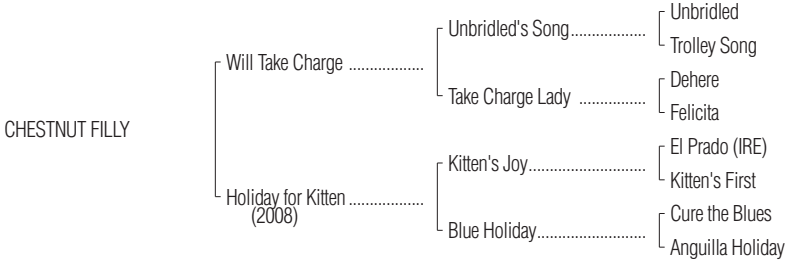 Unbridled
Unbridled's Song..................
Trolley Song
Will Take Charge ..................
Dehere
Take Charge Lady ................
Felicita
CHESTNUT FILLY
El Prado (IRE)
Kitten's Joy............................
Kitten's First
Holiday for Kitten ..................
(2008)
Cure the Blues
Blue Holiday..........................
Anguilla Holiday